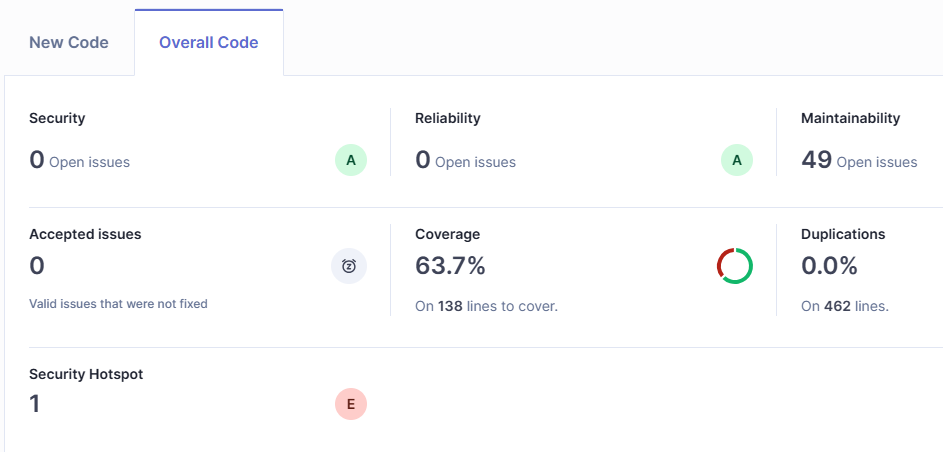 New Code
Overall Code
Security
Reliability
Maintainability
0 Open issues
A
0 Open issues
A
49 Open issues
Accepted issues
Coverage
Duplications
0
63.7%
0.0%
Valid issues that were not fixed
On 138 lines to cover.
On 462 lines.
Security Hotspot
1
E